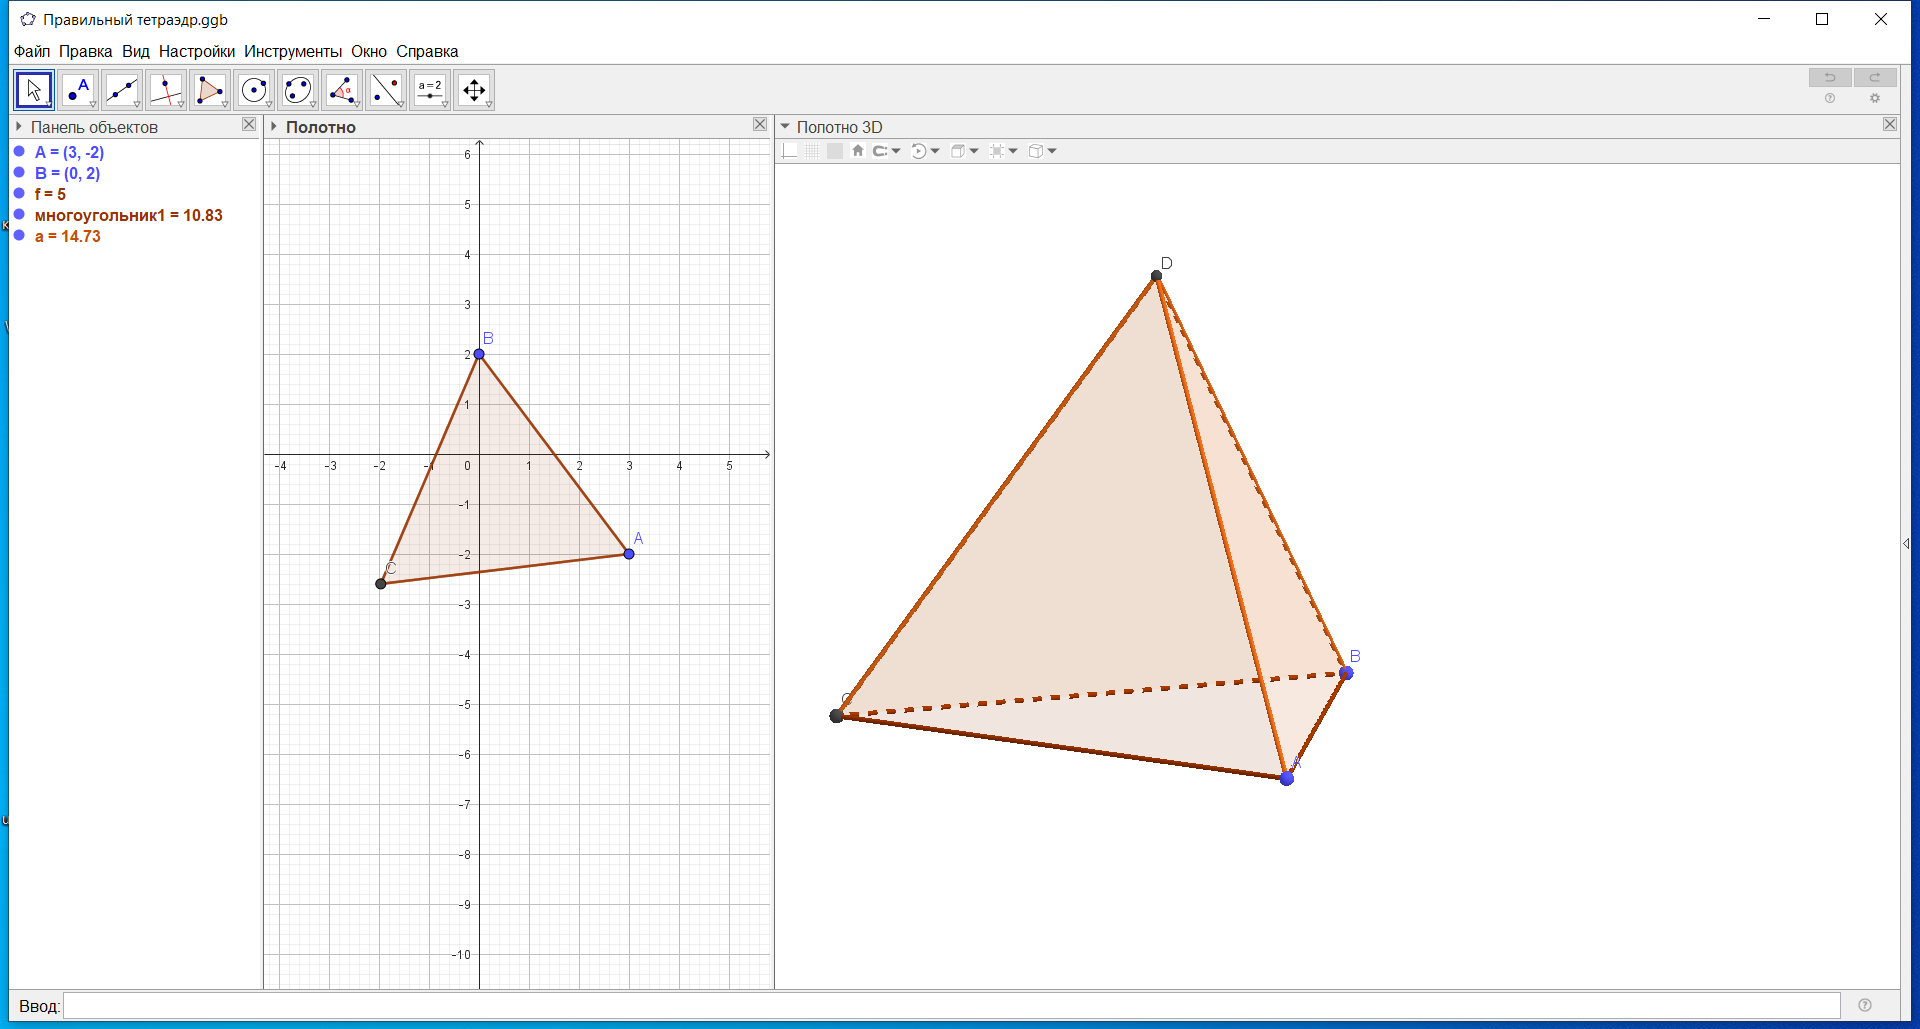 Правильный тетраэдр.ggb
Файл Правка Вид Настройки Инструменты Окно Справка
A
α
a=2
Панель объектов
Полотно
Полотно 3D
A = (3, -2)
B = (0, 2)
f = 5
многоугольник1 = 10.83
a = 14.73
6
5
4
3
2
1
-4 -3 -2 -1 0 1 2 3 4 5
-1
-2
-3
-4
-5
-6
-7
-8
-9
-10
B
A
C
D
B
C
A
Ввод: